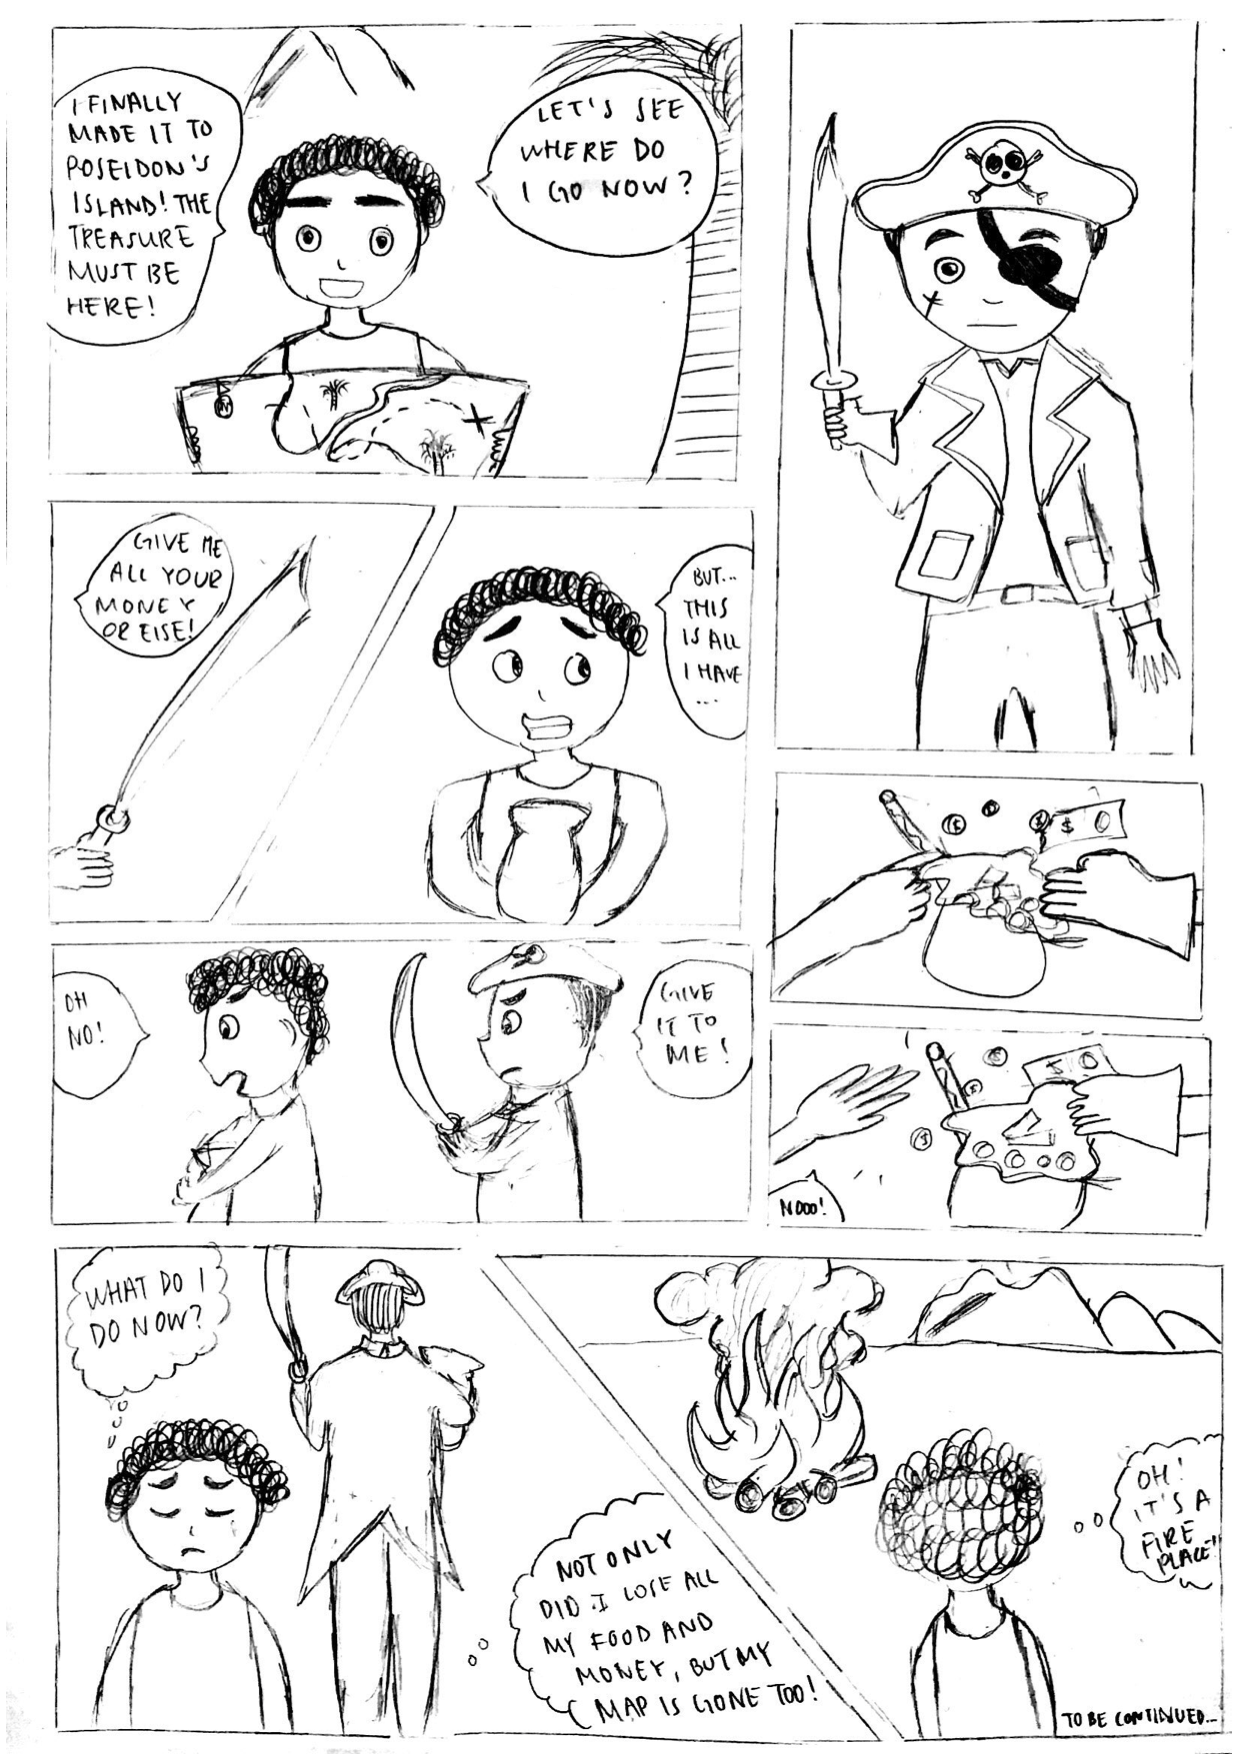 I FINALLY
MADE IT TO
POSEIDON'S
ISLAND! THE
TREASURE
MUST BE
HERE!
LET'S SEE
WHERE DO
I GO NOW?
N
GIVE ME
ALL YOUR
MONEY
OR ElSE!
BUT...
THIS
IS ALL
I HAVE
...
$
$
OH
NO!
GIVE
IT TO
ME!
$
$
NOOO!
WHAT DO I
DO NOW?
NOT ONLY
DID I LOSE ALL
MY FOOD AND
MONEY, BUT MY
MAP IS GONE TOO!
OH!
IT'S A
FIRE
PLACE!
TO BE CONTINUED...